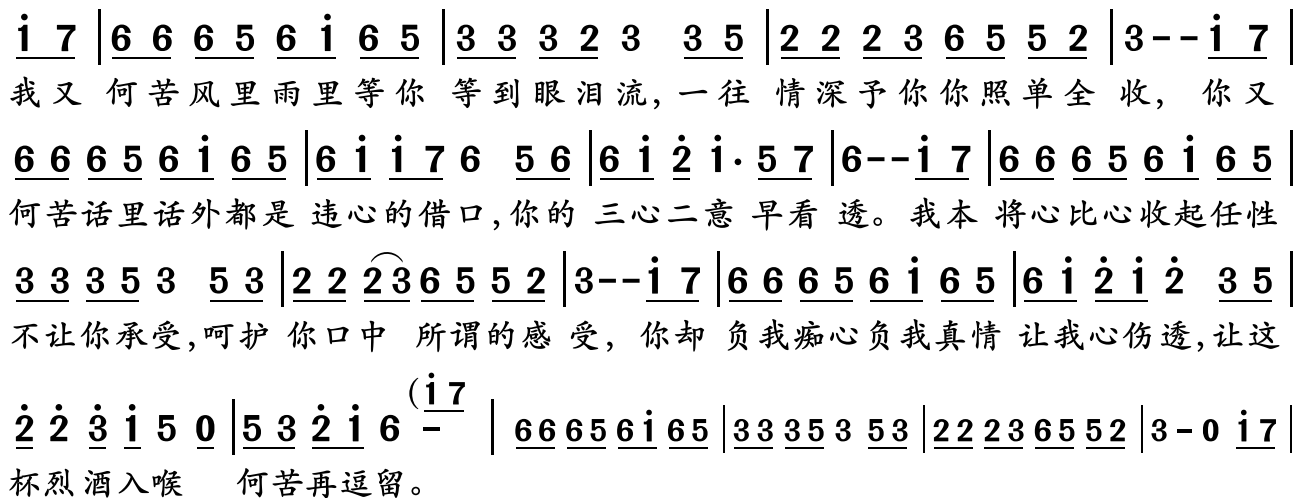 i̇ 7 | 6 6 6 5 6 i̇ 6 5 | 3 3 3 2 3 3 5 | 2 2 2 3 6 5 5 2 | 3 - - i̇ 7 |
我又 何苦风里雨里等你 等到眼泪流, 一往 情深予你你照单全 收, 你又
6 6 6 5 6 i̇ 6 5 | 6 i̇ i̇ 7 6 5 6 | 6 i̇ 2̇ i̇· 5 7 | 6 - - i̇ 7 | 6 6 6 5 6 i̇ 6 5 |
何苦话里话外都是 违心的借口, 你的 三心二意 早看 透。 我本 将心比心收起任性
3 3 3 5 3 5 3 | 2 2 2 3 6 5 5 2 | 3 - - i̇ 7 | 6 6 6 5 6 i̇ 6 5 | 6 i̇ 2̇ i̇ 2̇ 3 5 |
不让你承受, 呵护 你口中 所谓的感 受, 你却 负我痴心负我真情 让我心伤透, 让这
2̇ 2̇ 3̇ i̇ 5 0 | 5 3 2̇ i̇ 6 - (i̇ 7 | 6 6 6 5 6 i̇ 6 5 | 3 3 3 5 3 5 3 | 2 2 2 3 6 5 5 2 | 3 - 0 i̇ 7 |
杯烈酒入喉 何苦再逗留。